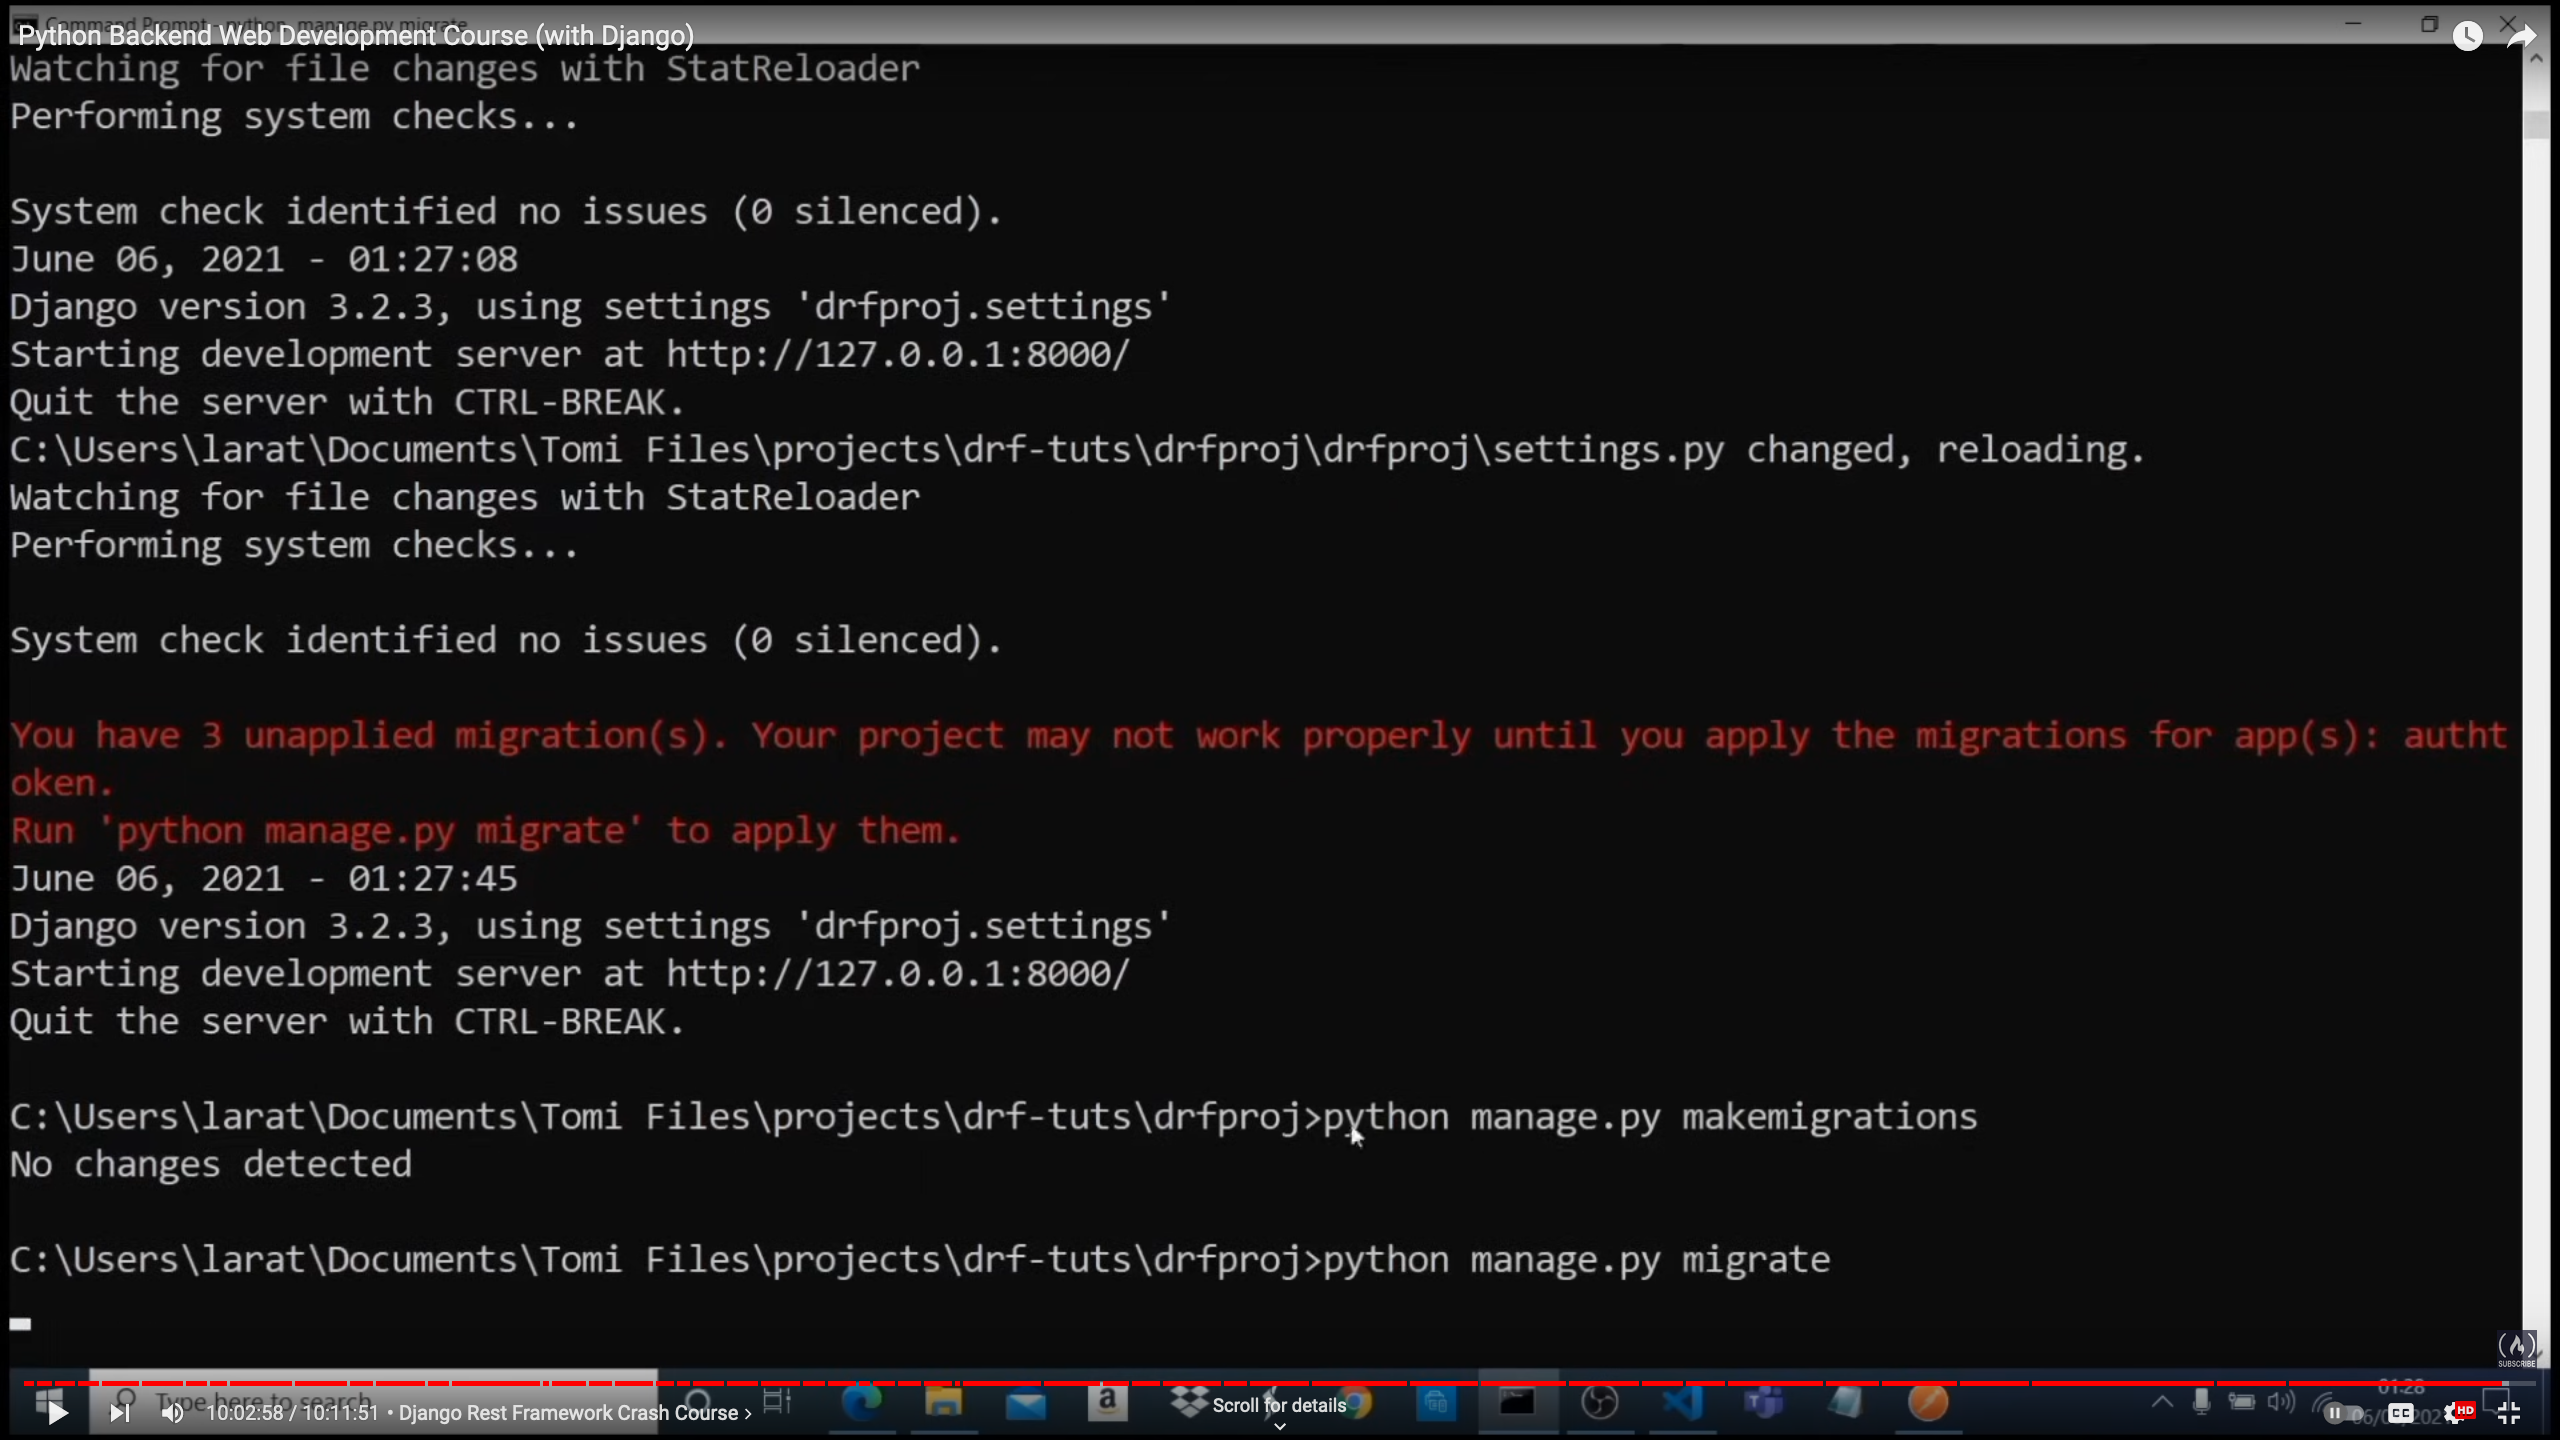 Command Prompt - python manage.py migrate
Python Backend Web Development Course (with Django)
Watching for file changes with StatReloader
Performing system checks...
System check identified no issues (0 silenced).
June 06, 2021 - 01:27:08
Django version 3.2.3, using settings 'drfproj.settings'
Starting development server at http://127.0.0.1:8000/
Quit the server with CTRL-BREAK.
C:\Users\larat\Documents\Tomi Files\projects\drf-tuts\drfproj\drfproj\settings.py changed, reloading.
Watching for file changes with StatReloader
Performing system checks...
System check identified no issues (0 silenced).
You have 3 unapplied migration(s). Your project may not work properly until you apply the migrations for app(s): autht
oken.
Run 'python manage.py migrate' to apply them.
June 06, 2021 - 01:27:45
Django version 3.2.3, using settings 'drfproj.settings'
Starting development server at http://127.0.0.1:8000/
Quit the server with CTRL-BREAK.
C:\Users\larat\Documents\Tomi Files\projects\drf-tuts\drfproj>python manage.py makemigrations
No changes detected
C:\Users\larat\Documents\Tomi Files\projects\drf-tuts\drfproj>python manage.py migrate
SUBSCRIBE
Type here to search
a
01:28
10:02:58 / 10:11:51 • Django Rest Framework Crash Course ›
Scroll for details
CC
HD